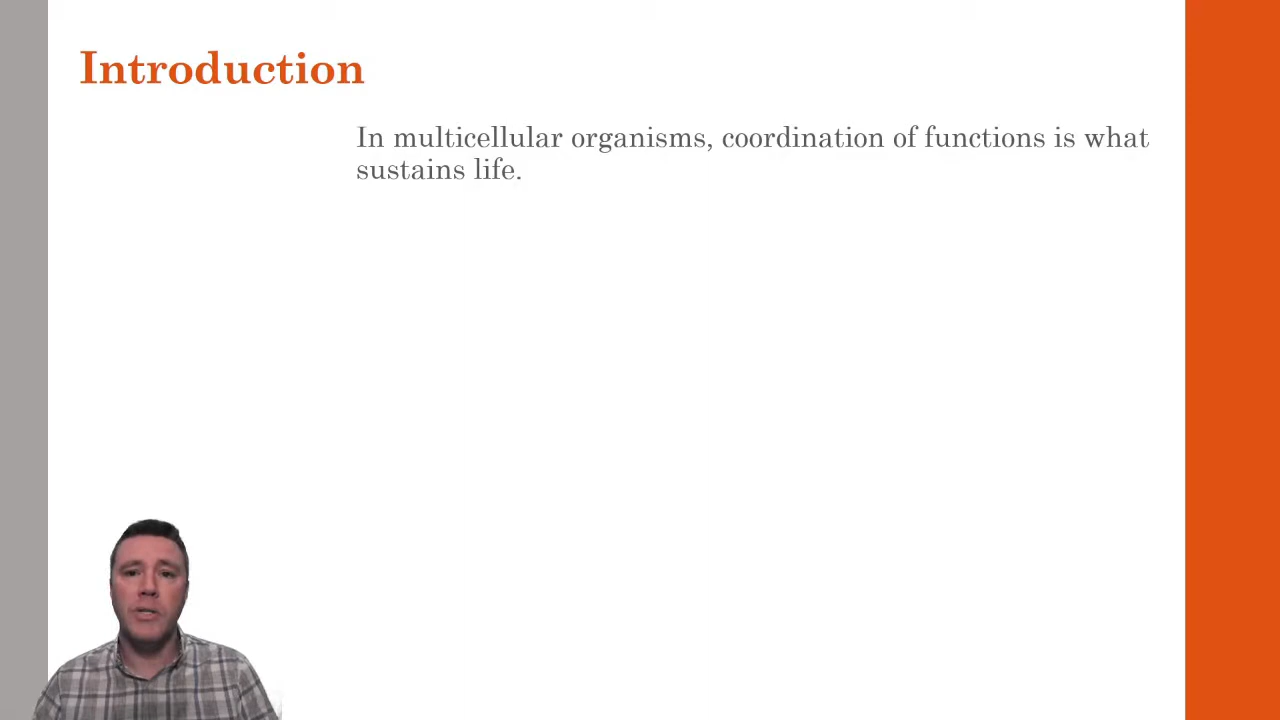 Introduction
In multicellular organisms, coordination of functions is what
sustains life.